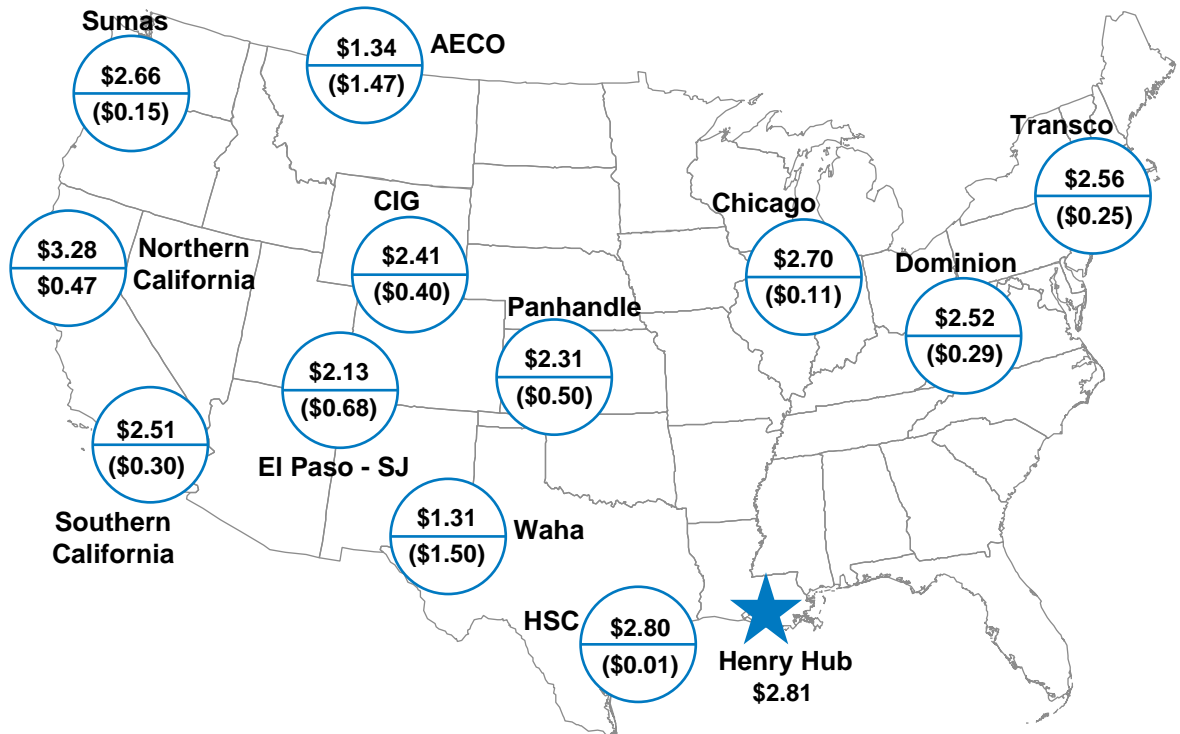 Sumas
$2.66
($0.15)
$1.34
($1.47)
AECO
Transco
$2.56
($0.25)
CIG
$2.41
($0.40)
Chicago
$2.70
($0.11)
$3.28
$0.47
Northern
California
Dominion
$2.52
($0.29)
Panhandle
$2.31
($0.50)
$2.13
($0.68)
El Paso - SJ
$2.51
($0.30)
Southern
California
$1.31
($1.50)
Waha
HSC
$2.80
($0.01)
Henry Hub
$2.81